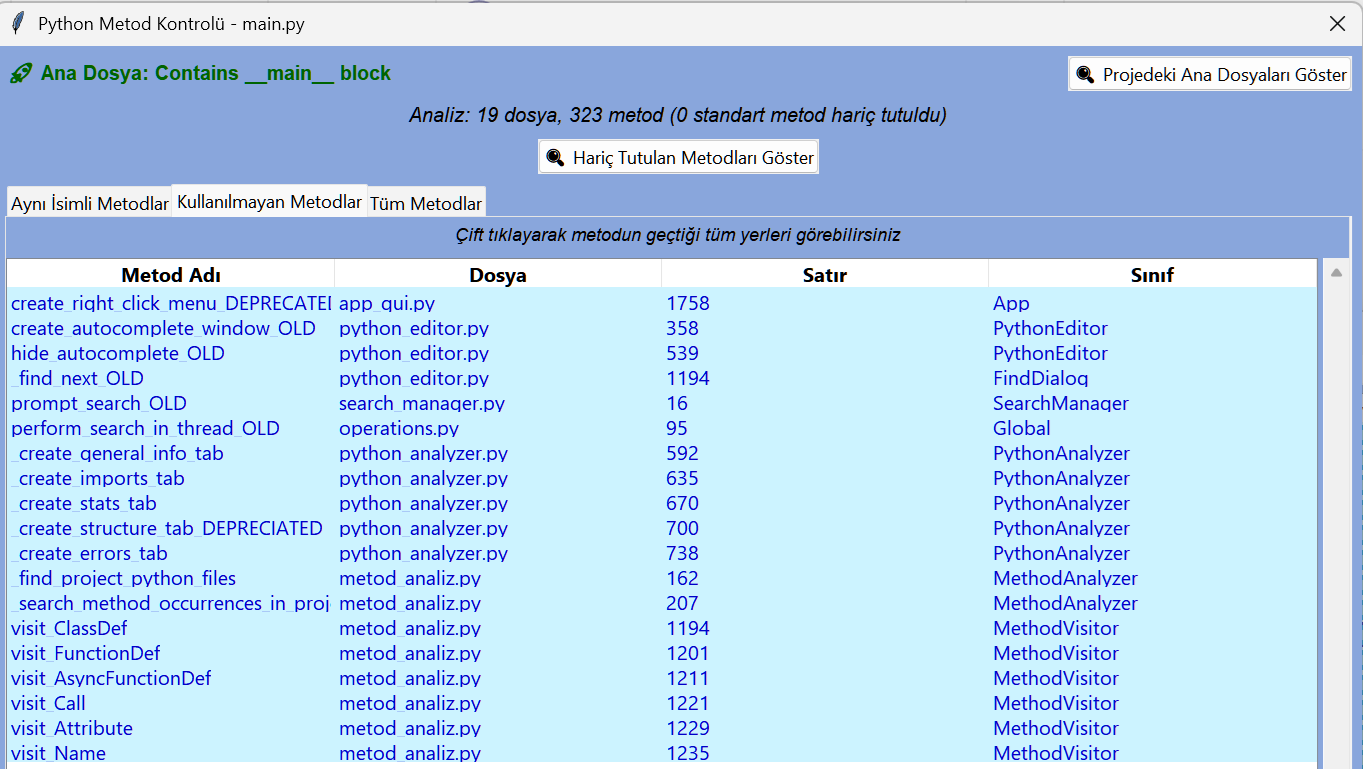 Python Metod Kontrolü - main.py
Ana Dosya: Contains __main__ block
Projedeki Ana Dosyaları Göster
Analiz: 19 dosya, 323 metod (0 standart metod hariç tutuldu)
Hariç Tutulan Metodları Göster
Aynı İsimli Metodlar Kullanılmayan Metodlar Tüm Metodlar
Çift tıklayarak metodun geçtiği tüm yerleri görebilirsiniz
Metod Adı Dosya Satır Sınıf
create_right_click_menu_DEPRECATEI app_gui.py 1758 App
create_autocomplete_window_OLD python_editor.py 358 PythonEditor
hide_autocomplete_OLD python_editor.py 539 PythonEditor
_find_next_OLD python_editor.py 1194 FindDialog
prompt_search_OLD search_manager.py 16 SearchManager
perform_search_in_thread_OLD operations.py 95 Global
_create_general_info_tab python_analyzer.py 592 PythonAnalyzer
_create_imports_tab python_analyzer.py 635 PythonAnalyzer
_create_stats_tab python_analyzer.py 670 PythonAnalyzer
_create_structure_tab_DEPRECIATED python_analyzer.py 700 PythonAnalyzer
_create_errors_tab python_analyzer.py 738 PythonAnalyzer
_find_project_python_files metod_analiz.py 162 MethodAnalyzer
_search_method_occurrences_in_proj metod_analiz.py 207 MethodAnalyzer
visit_ClassDef metod_analiz.py 1194 MethodVisitor
visit_FunctionDef metod_analiz.py 1201 MethodVisitor
visit_AsyncFunctionDef metod_analiz.py 1211 MethodVisitor
visit_Call metod_analiz.py 1221 MethodVisitor
visit_Attribute metod_analiz.py 1229 MethodVisitor
visit_Name metod_analiz.py 1235 MethodVisitor